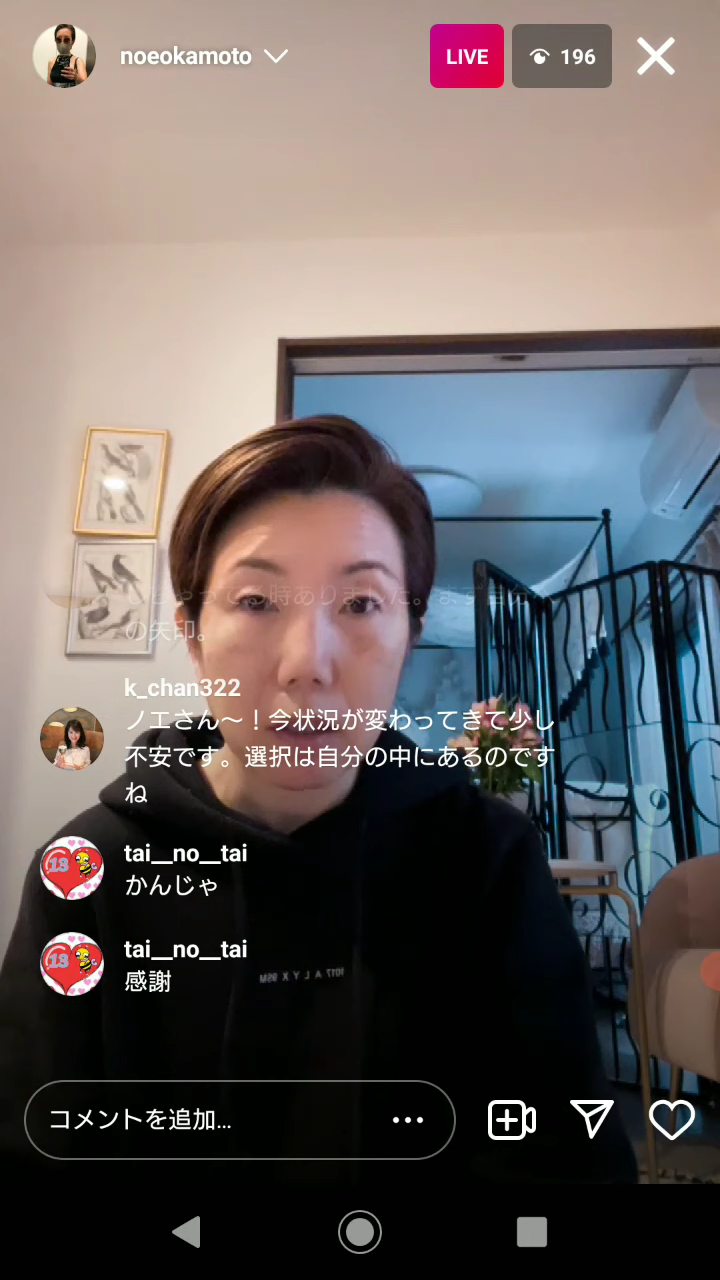 noeokamoto
LIVE
196
の矢印。
k_chan322
ノエさん〜！今状況が変わってきて少し
不安です。選択は自分の中にあるのです
ね
tai__no__tai
かんじゃ
tai__no__tai
感謝
1017 A L Y X 9SM
コメントを追加...